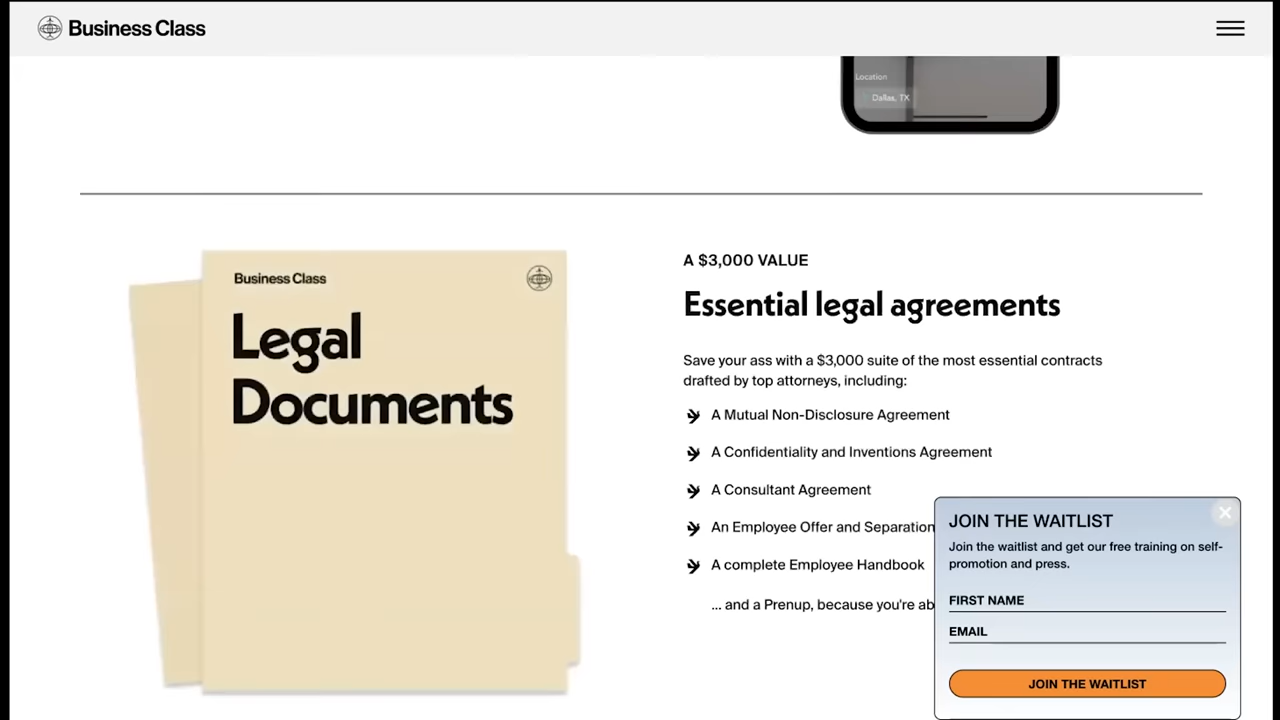 Business Class
Location
Dallas, TX
Business Class
Legal
Documents
A $3,000 VALUE
Essential legal agreements
Save your ass with a $3,000 suite of the most essential contracts
drafted by top attorneys, including:
A Mutual Non-Disclosure Agreement
A Confidentiality and Inventions Agreement
A Consultant Agreement
An Employee Offer and Separation
A complete Employee Handbook
... and a Prenup, because you're ab
JOIN THE WAITLIST
Join the waitlist and get our free training on self-
promotion and press.
FIRST NAME
EMAIL
JOIN THE WAITLIST